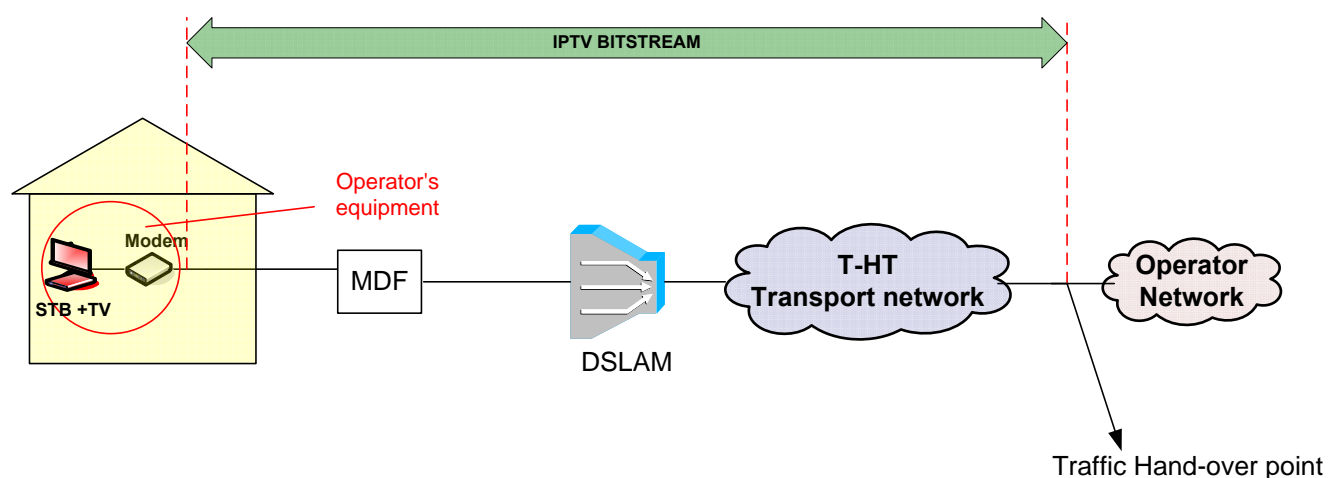 IPTV BITSTREAM
Operator's
equipment
Modem
STB +TV
MDF
DSLAM
T-HT
Transport network
Operator
Network
Traffic Hand-over point